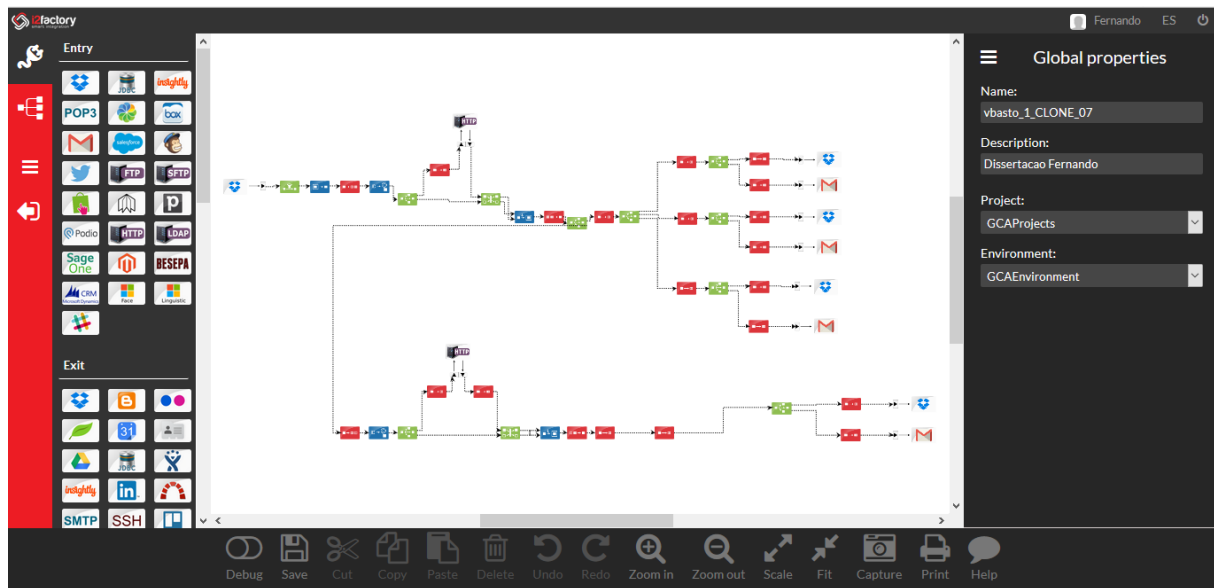 i2factory
Fernando ES
Entry
JDBC insightly
POP3 box
salesforce
FTP SFTP
Podio HTTP LDAP
Sage One BESEPA
CRM Face Linguistic
Exit
31
JDBC
insightly in
SMTP SSH
HTTP
HTTP
Global properties
Name:
vbasto_1_CLONE_07
Description:
Dissertacao Fernando
Project:
GCAProjects
Environment:
GCAEnvironment
Debug Save Cut Copy Paste Delete Undo Redo Zoom in Zoom out Scale Fit Capture Print Help